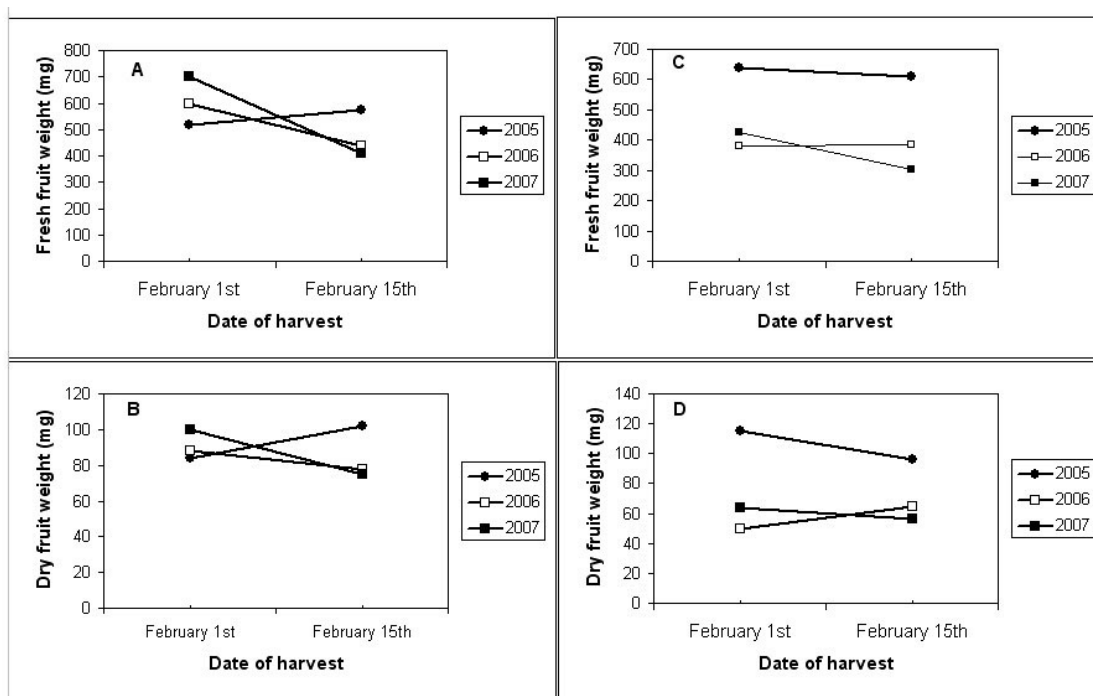 A
Fresh fruit weight (mg)
800
700
600
500
400
300
200
100
0
February 1st
February 15th
Date of harvest
2005
2006
2007
C
Fresh fruit weight (mg)
700
600
500
400
300
200
100
0
February 1st
February 15th
Date of harvest
2005
2006
2007
B
Dry fruit weight (mg)
120
100
80
60
40
20
0
February 1st
February 15th
Date of harvest
2005
2006
2007
D
Dry fruit weight (mg)
140
120
100
80
60
40
20
0
February 1st
February 15th
Date of harvest
2005
2006
2007